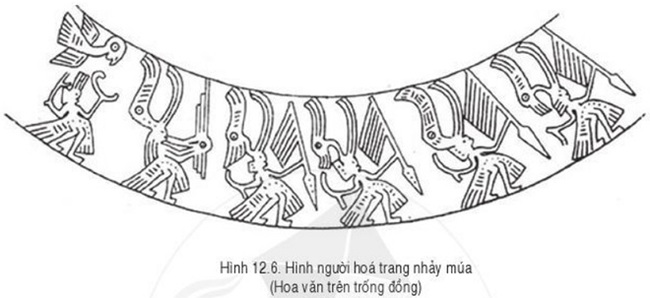 Hình 12.6. Hình người hoá trang nhảy múa
(Hoa văn trên trống đồng)